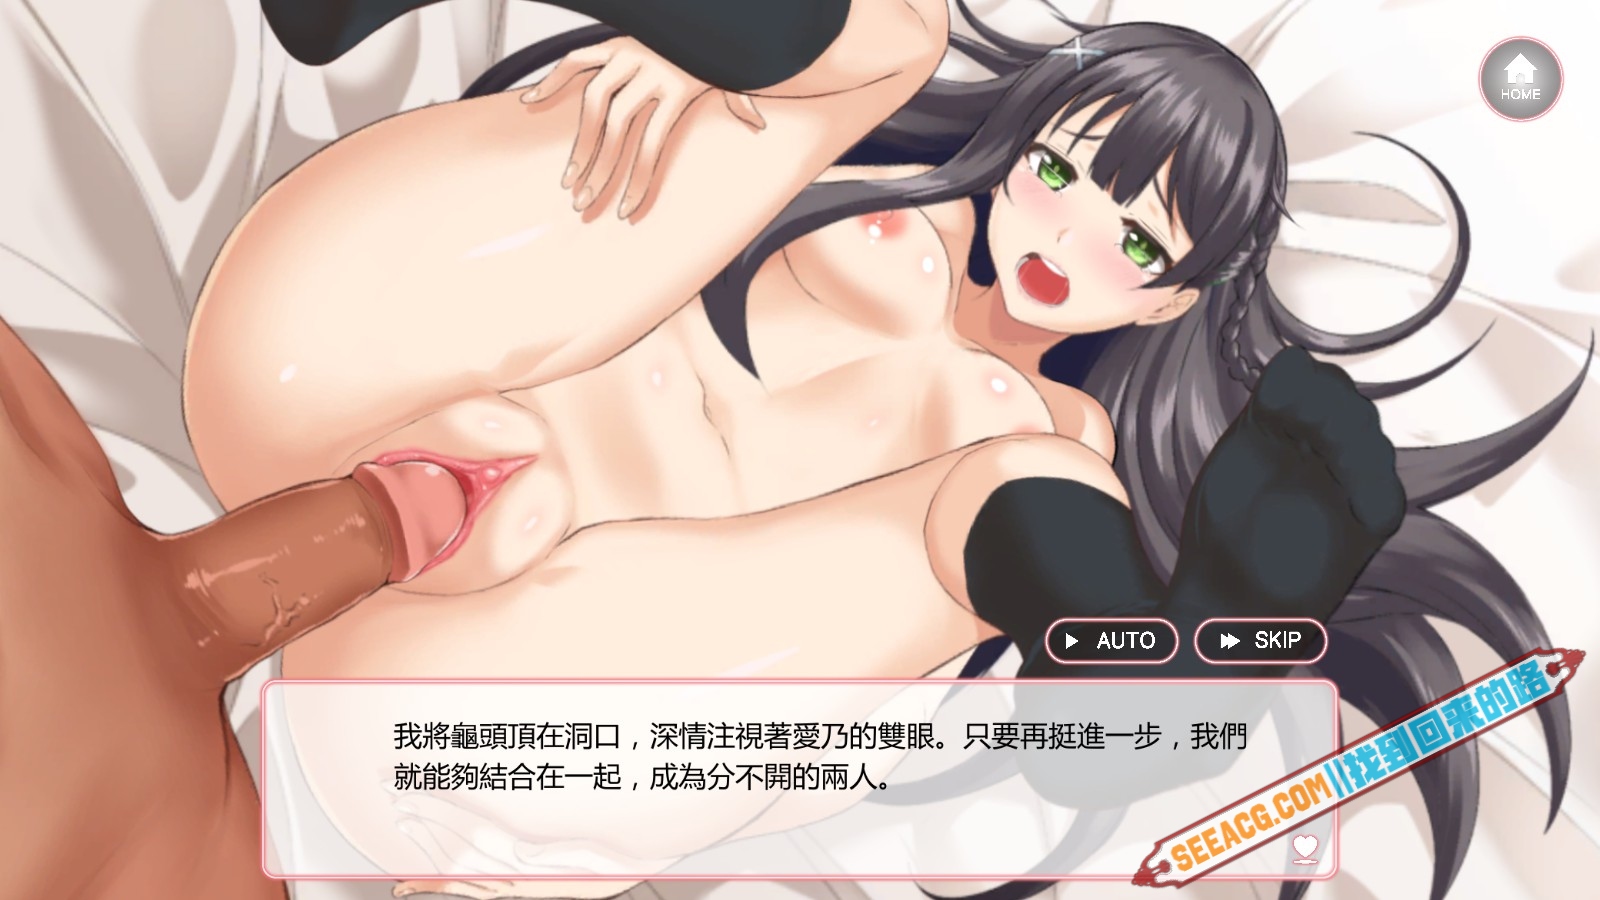 HOME
AUTO
SKIP
我將龜頭頂在洞口，深情注視著愛乃的雙眼。只要再挺進一步，我們
就能夠結合在一起，成為分不開的兩人。
SEEACG.COM||找到回来的路